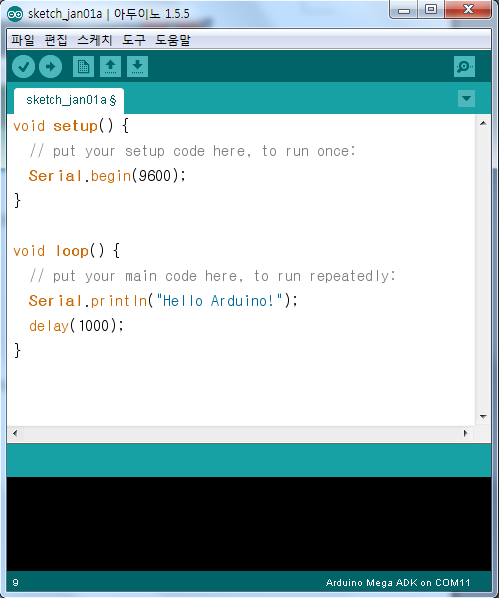 sketch_jan01a | 아두이노 1.5.5
파일 편집 스케치 도구 도움말
sketch_jan01a §
void setup() {
  // put your setup code here, to run once:
  Serial.begin(9600);
}

void loop() {
  // put your main code here, to run repeatedly:
  Serial.println("Hello Arduino!");
  delay(1000);
}
9
Arduino Mega ADK on COM11